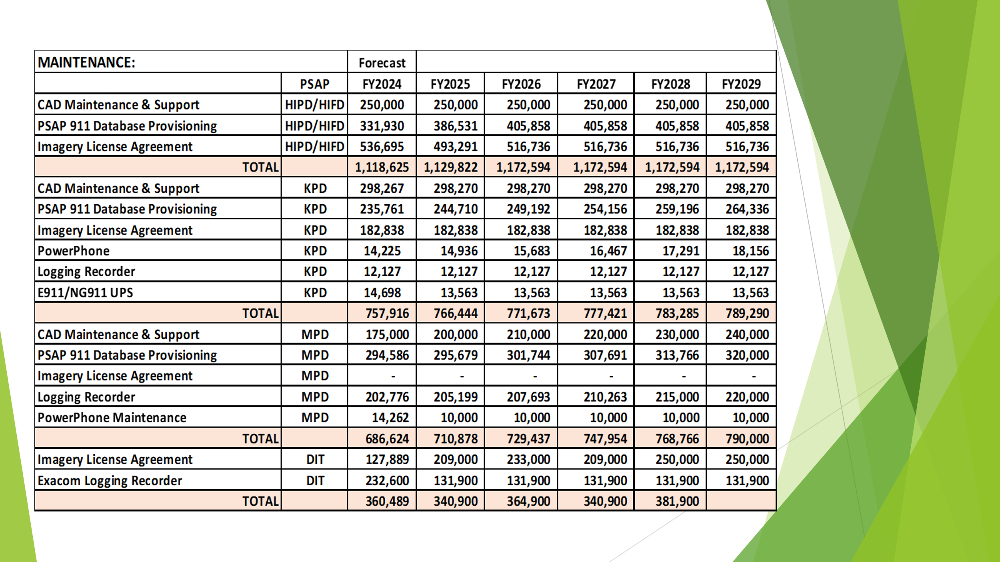 MAINTENANCE: Forecast
PSAP FY2024 FY2025 FY2026 FY2027 FY2028 FY2029
CAD Maintenance & Support HIPD/HIFD 250,000 250,000 250,000 250,000 250,000 250,000
PSAP 911 Database Provisioning HIPD/HIFD 331,930 386,531 405,858 405,858 405,858 405,858
Imagery License Agreement HIPD/HIFD 536,695 493,291 516,736 516,736 516,736 516,736
TOTAL 1,118,625 1,129,822 1,172,594 1,172,594 1,172,594 1,172,594
CAD Maintenance & Support KPD 298,267 298,270 298,270 298,270 298,270 298,270
PSAP 911 Database Provisioning KPD 235,761 244,710 249,192 254,156 259,196 264,336
Imagery License Agreement KPD 182,838 182,838 182,838 182,838 182,838 182,838
PowerPhone KPD 14,225 14,936 15,683 16,467 17,291 18,156
Logging Recorder KPD 12,127 12,127 12,127 12,127 12,127 12,127
E911/NG911 UPS KPD 14,698 13,563 13,563 13,563 13,563 13,563
TOTAL 757,916 766,444 771,673 777,421 783,285 789,290
CAD Maintenance & Support MPD 175,000 200,000 210,000 220,000 230,000 240,000
PSAP 911 Database Provisioning MPD 294,586 295,679 301,744 307,691 313,766 320,000
Imagery License Agreement MPD - - - - - -
Logging Recorder MPD 202,776 205,199 207,693 210,263 215,000 220,000
PowerPhone Maintenance MPD 14,262 10,000 10,000 10,000 10,000 10,000
TOTAL 686,624 710,878 729,437 747,954 768,766 790,000
Imagery License Agreement DIT 127,889 209,000 233,000 209,000 250,000 250,000
Exacom Logging Recorder DIT 232,600 131,900 131,900 131,900 131,900 131,900
TOTAL 360,489 340,900 364,900 340,900 381,900